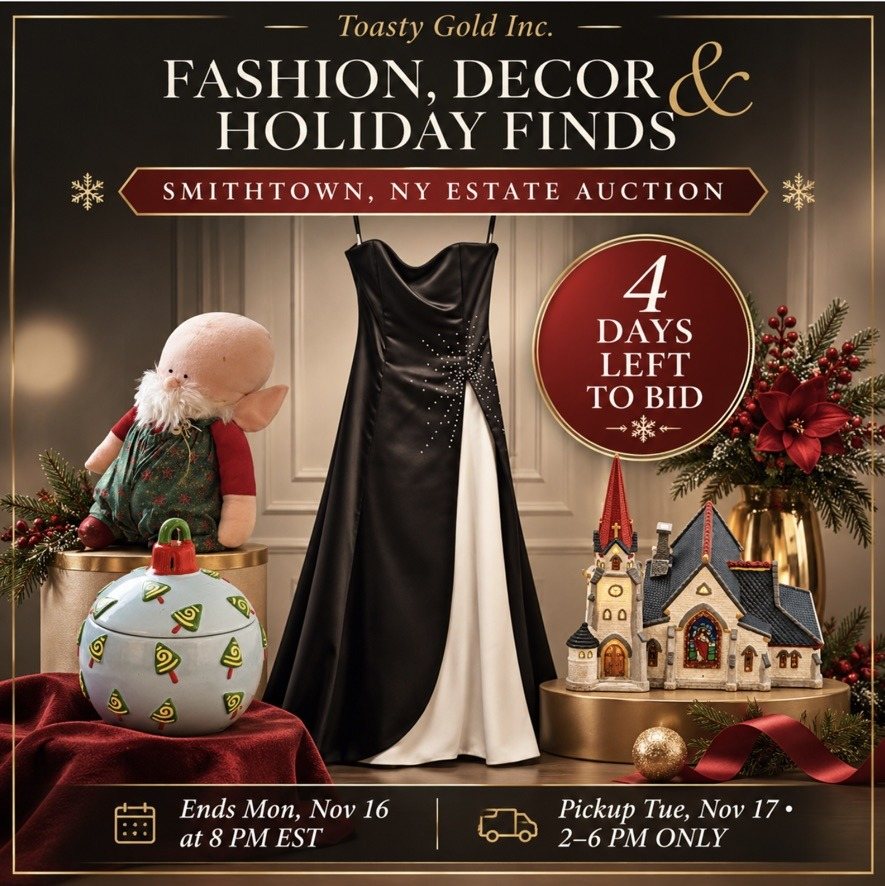 Toasty Gold Inc.
FASHION, DECOR &
HOLIDAY FINDS
SMITHTOWN, NY ESTATE AUCTION
4
DAYS
LEFT
TO BID
Ends Mon, Nov 16
at 8 PM EST
Pickup Tue, Nov 17 •
2–6 PM ONLY